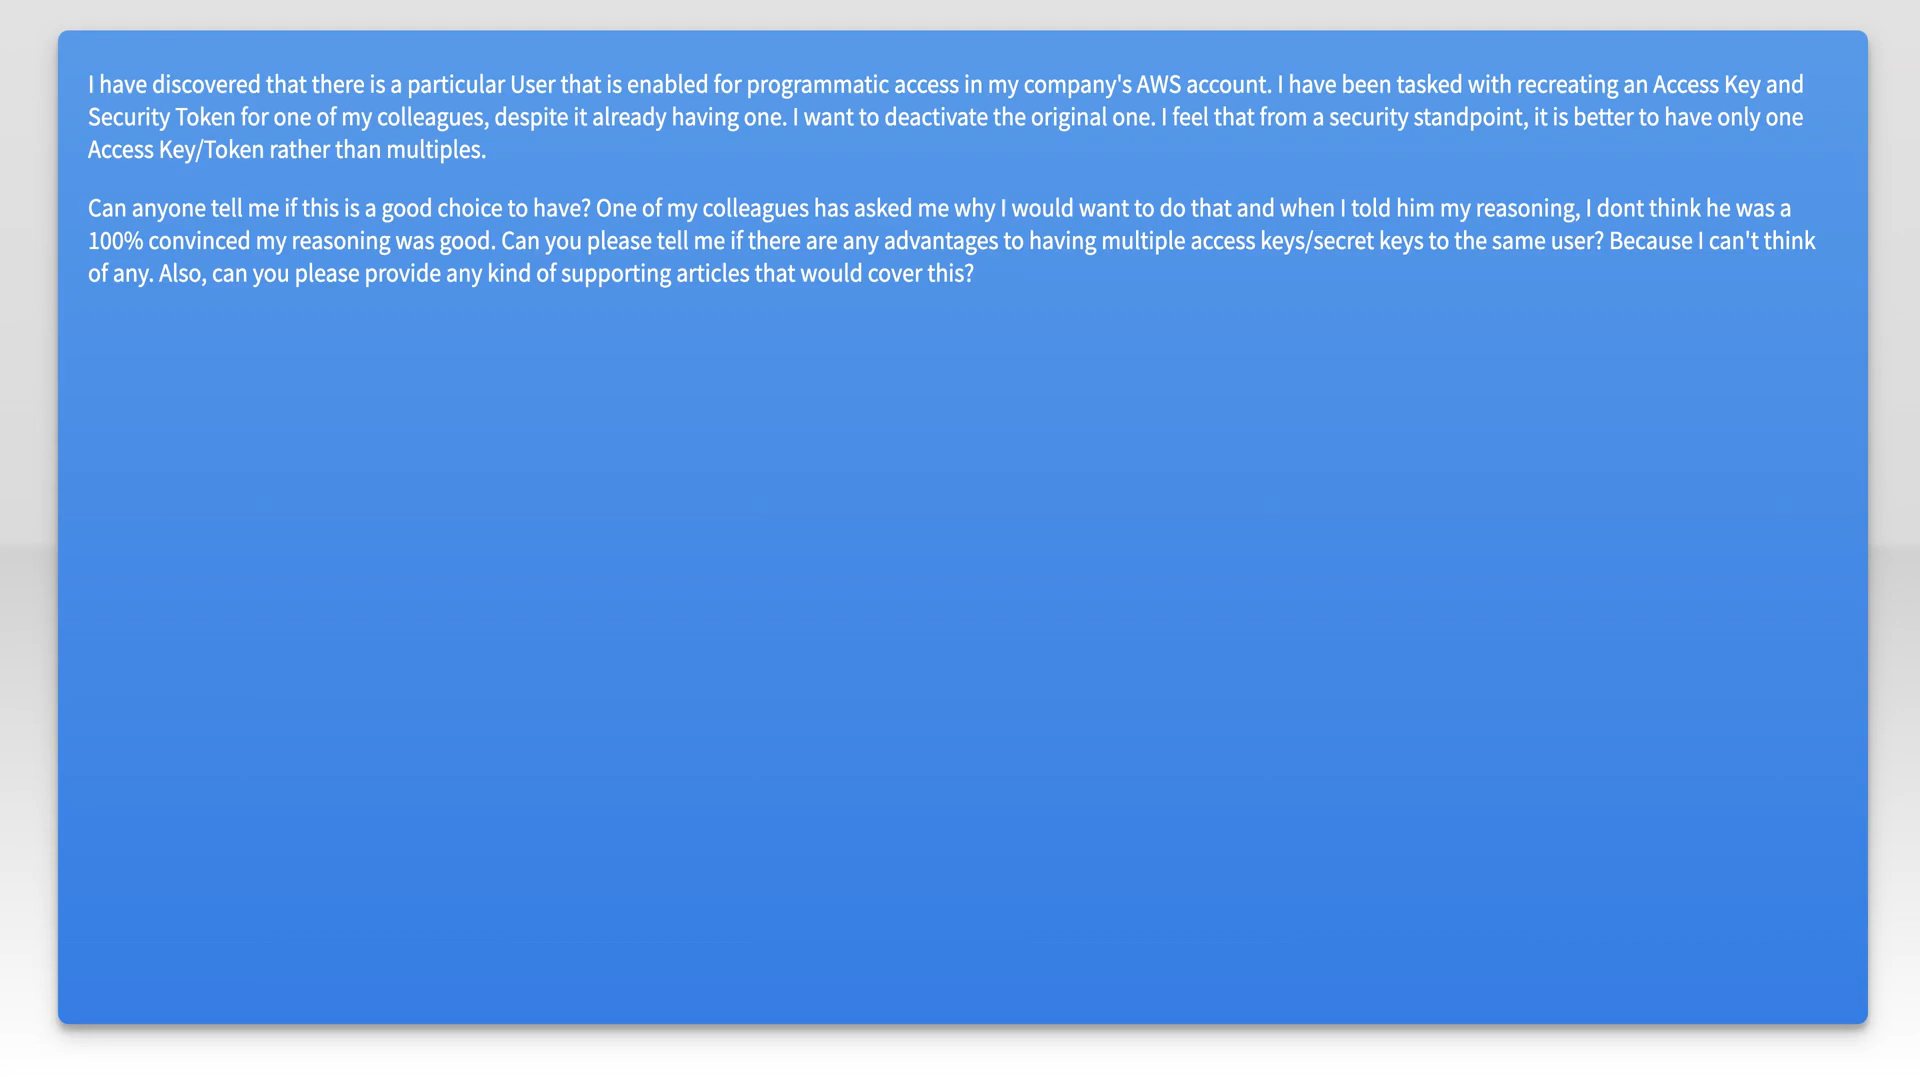 I have discovered that there is a particular User that is enabled for programmatic access in my company's AWS account. I have been tasked with recreating an Access Key and
Security Token for one of my colleagues, despite it already having one. I want to deactivate the original one. I feel that from a security standpoint, it is better to have only one
Access Key/Token rather than multiples.
Can anyone tell me if this is a good choice to have? One of my colleagues has asked me why I would want to do that and when I told him my reasoning, I dont think he was a
100% convinced my reasoning was good. Can you please tell me if there are any advantages to having multiple access keys/secret keys to the same user? Because I can't think
of any. Also, can you please provide any kind of supporting articles that would cover this?